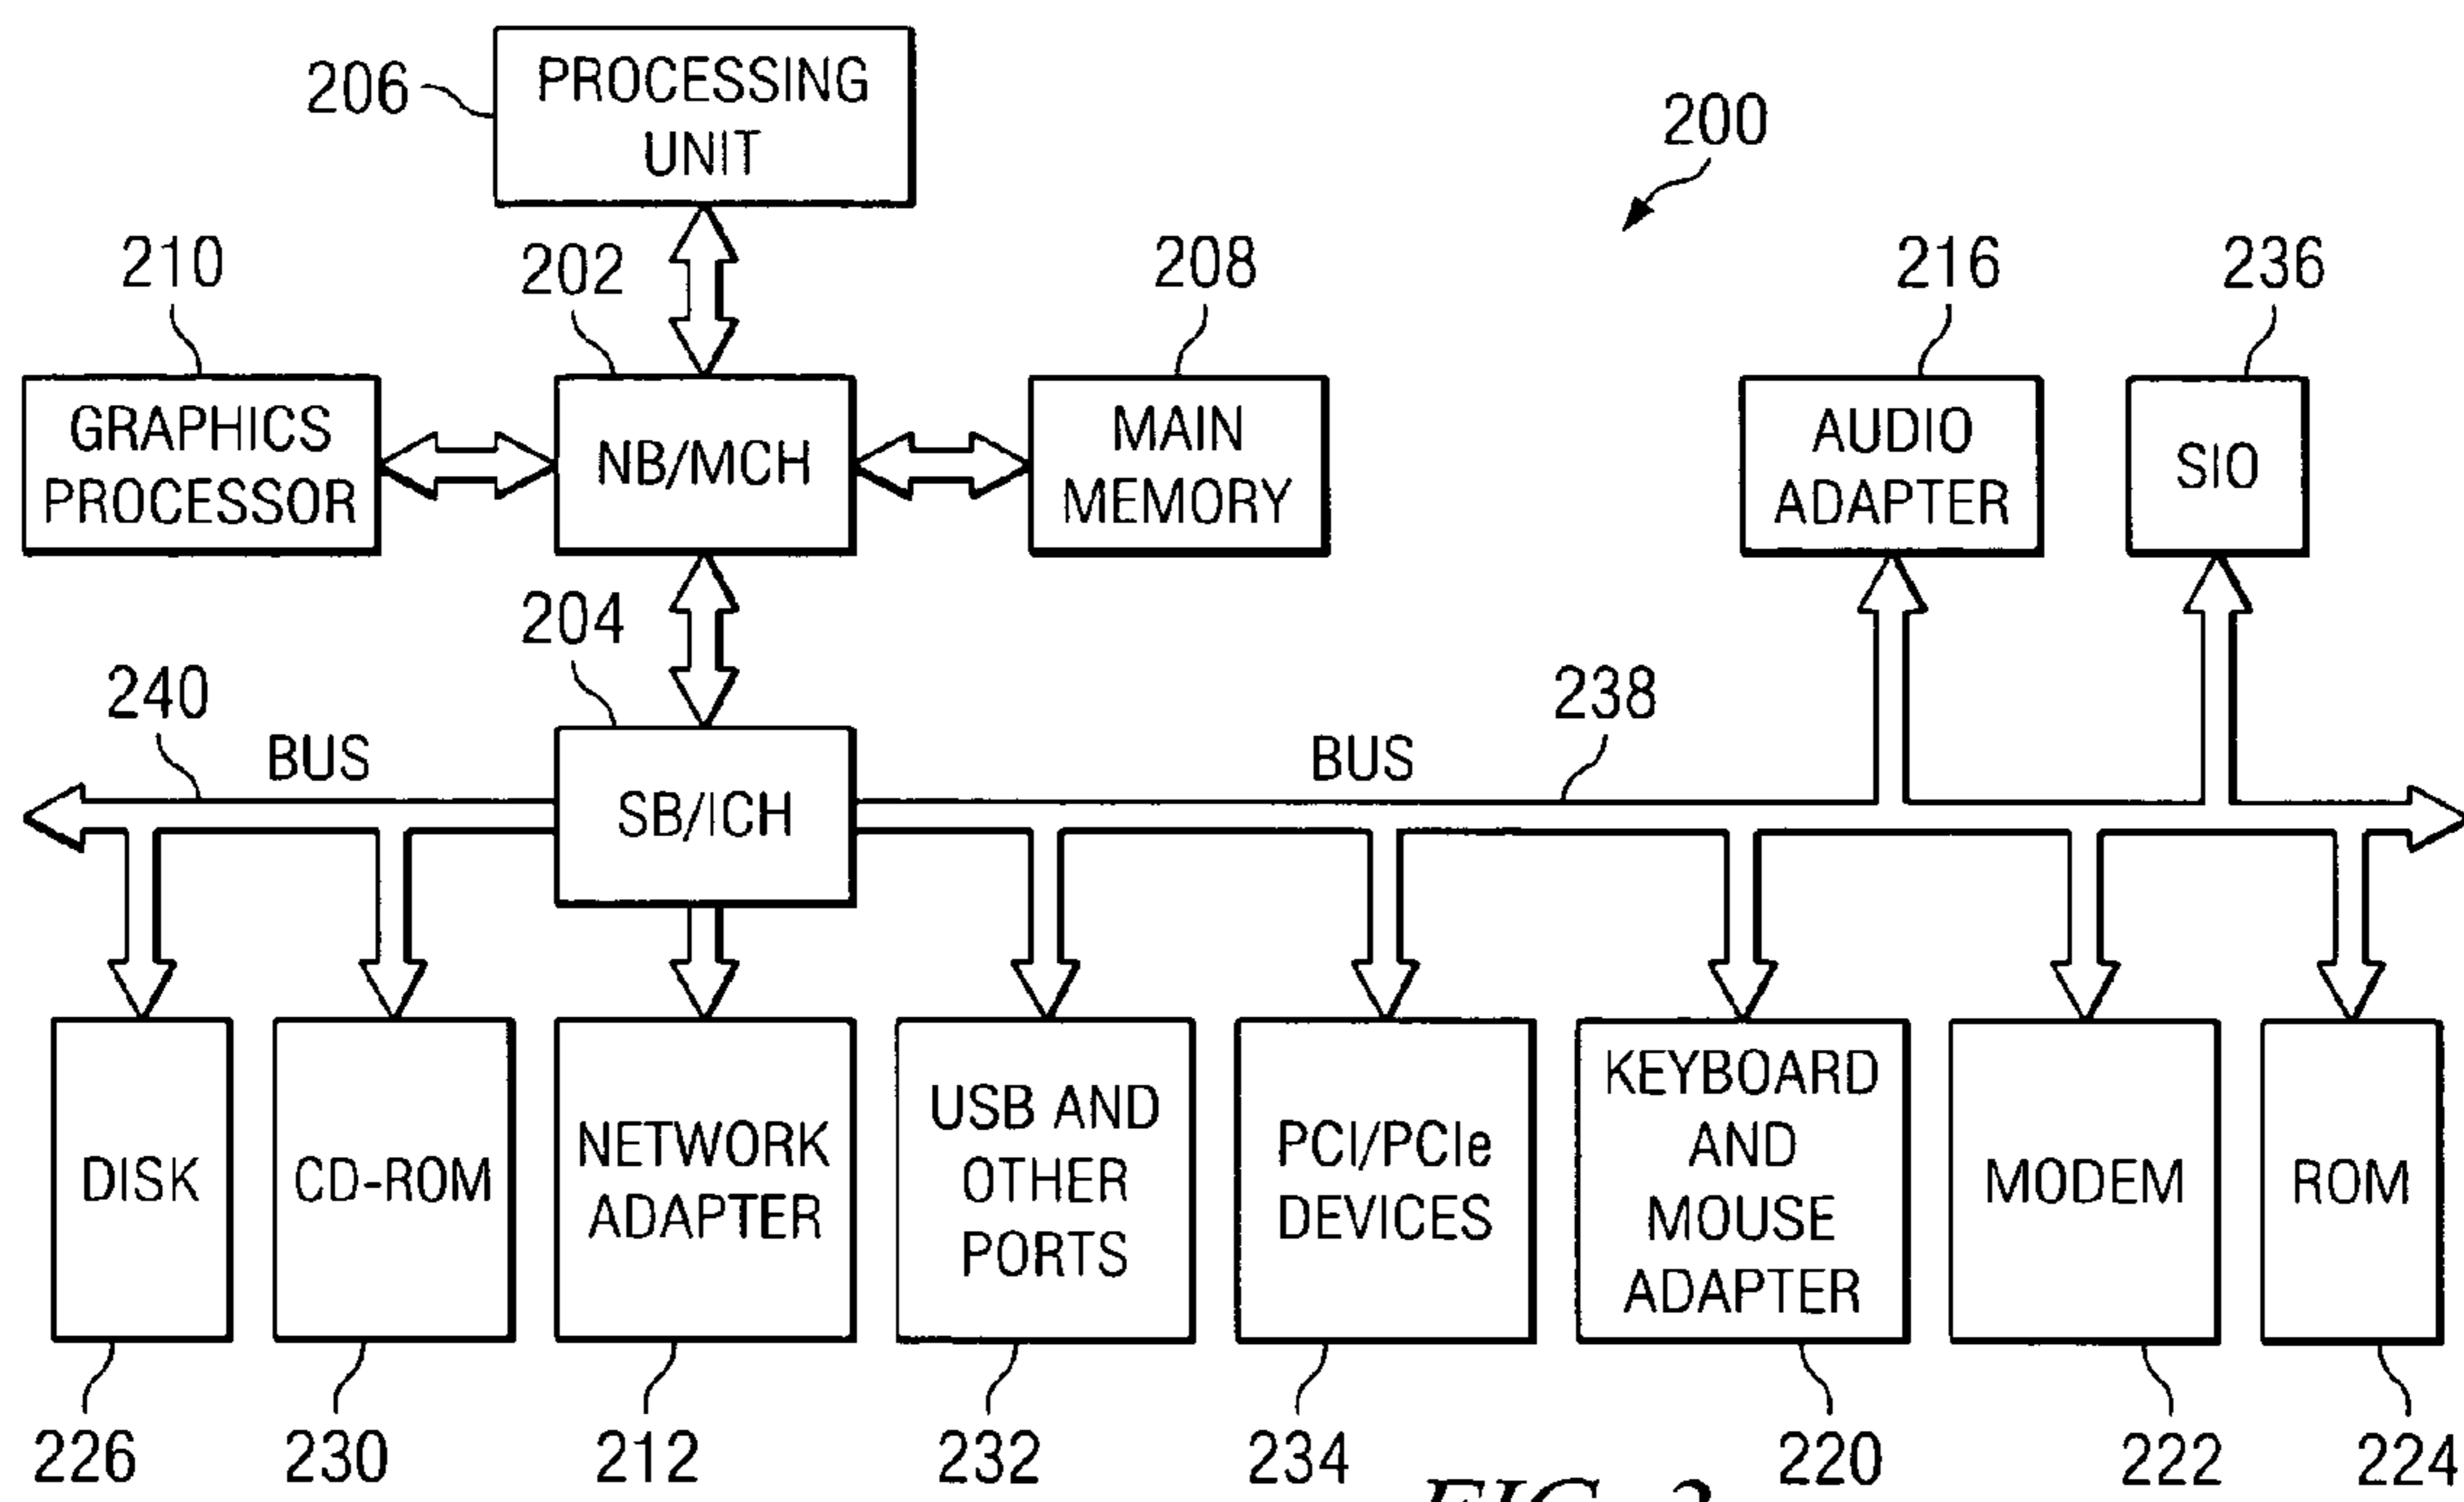 206
PROCESSING
UNIT
200
210
202
208
216
236
GRAPHICS
PROCESSOR
NB/MCH
MAIN
MEMORY
AUDIO
ADAPTER
SIO
204
240
BUS
SB/ICH
BUS
238
DISK
CD-ROM
NETWORK
ADAPTER
USB AND
OTHER
PORTS
PCI/PCIe
DEVICES
KEYBOARD
AND
MOUSE
ADAPTER
MODEM
ROM
226
230
212
232
234
220
222
224
FIG.